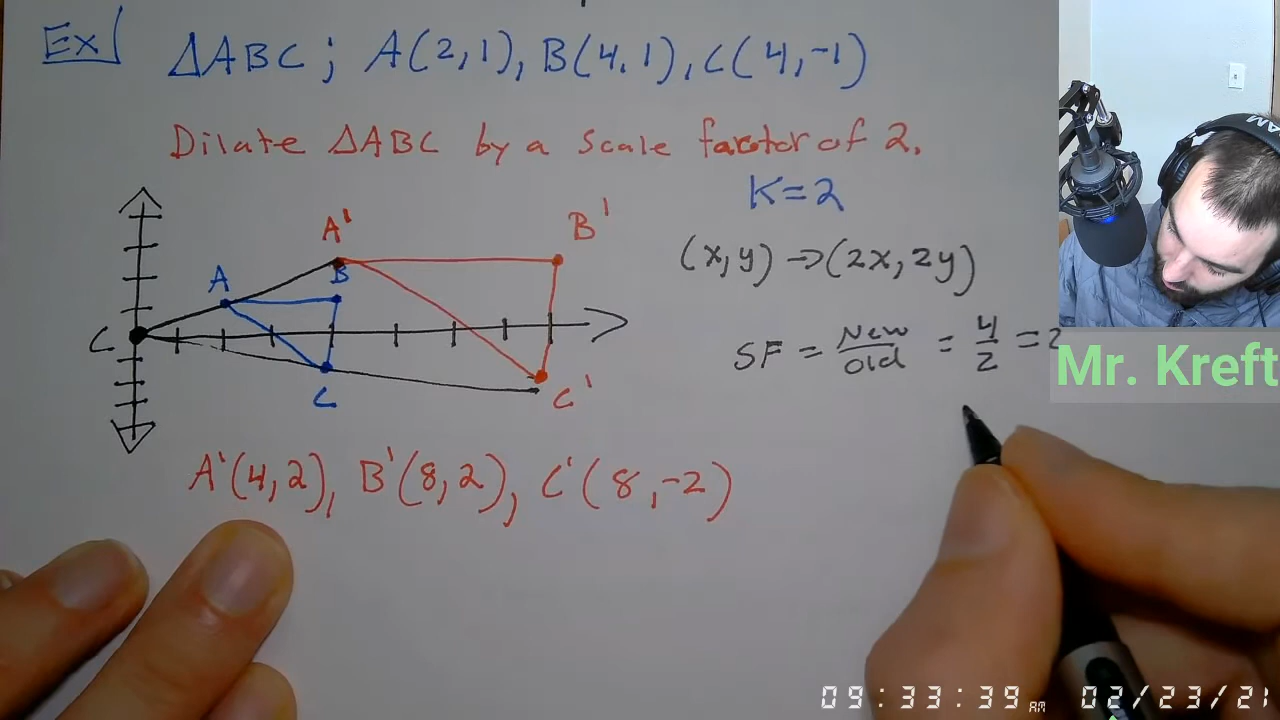 Ex ΔABC; A(2,1), B(4,1), C(4,-1)
Dilate ΔABC by a scale factor of 2.
K=2
A' B'
(x,y)→(2x,2y)
A B
C
SF = New/Old = 4/2 = 2
Mr. Kreft
C C'
A'(4,2), B'(8,2), C'(8,-2)
09:33:39 AM 02/23/21